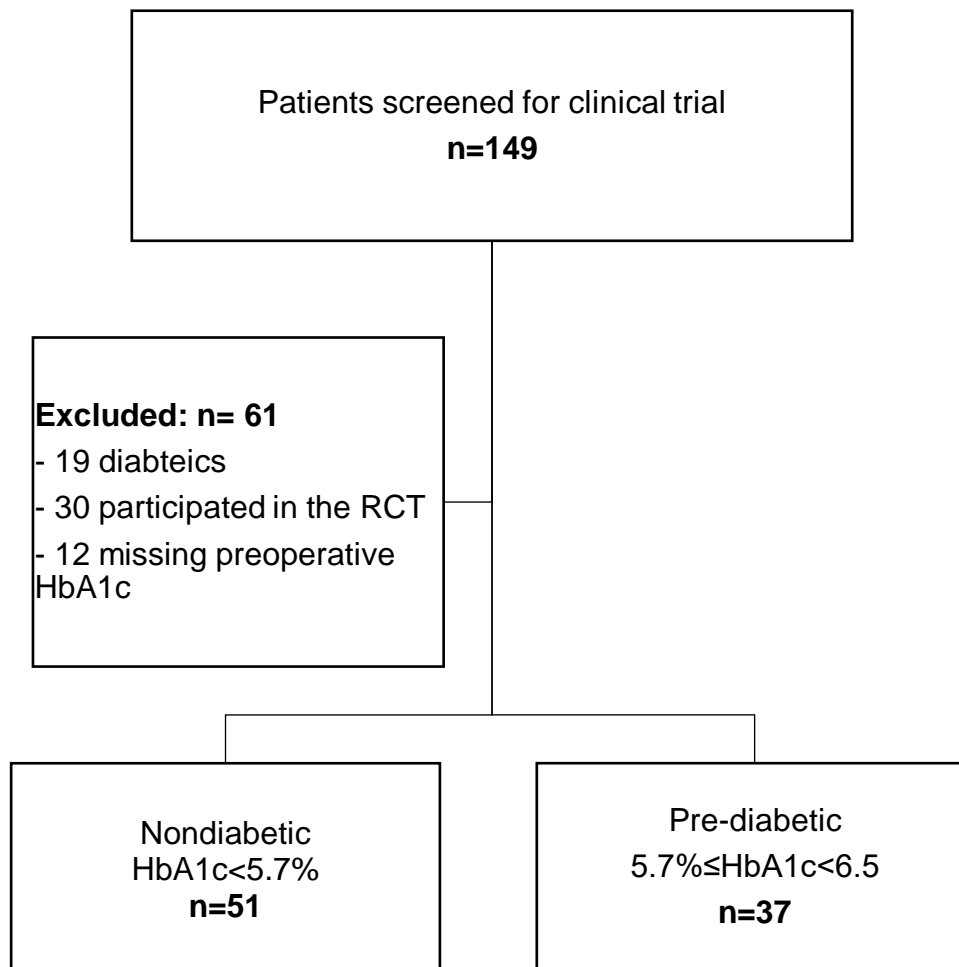 Patients screened for clinical trial
n=149
Excluded: n= 61
- 19 diabteics
- 30 participated in the RCT
- 12 missing preoperative
HbA1c
Nondiabetic
HbA1c<5.7%
n=51
Pre-diabetic
5.7%≤HbA1c<6.5
n=37